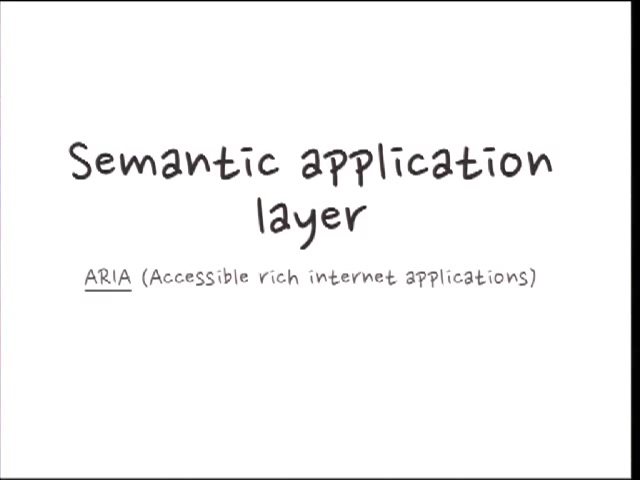 Semantic application
layer
ARIA (Accessible rich internet applications)